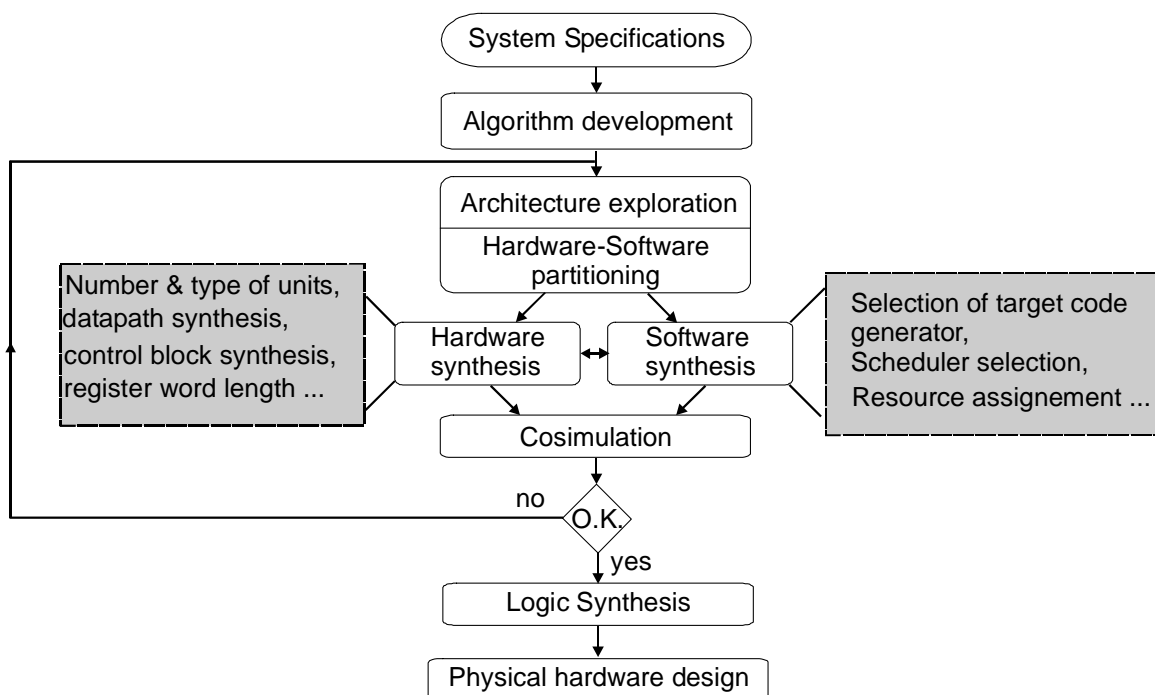 System Specifications
Algorithm development
Architecture exploration
Hardware-Software
partitioning
Number & type of units,
datapath synthesis,
control block synthesis,
register word length ...
Hardware
synthesis
Software
synthesis
Selection of target code
generator,
Scheduler selection,
Resource assignement ...
Cosimulation
no
O.K.
yes
Logic Synthesis
Physical hardware design